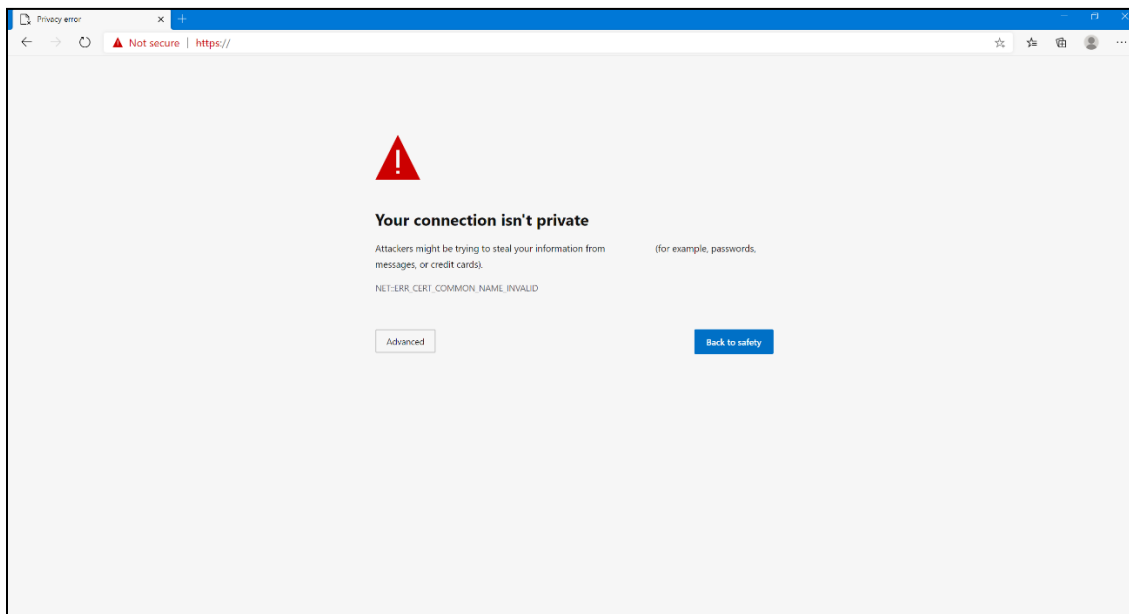 Privacy error
Not secure | https://
Your connection isn't private
Attackers might be trying to steal your information from (for example, passwords,
messages, or credit cards).
NET::ERR_CERT_COMMON_NAME_INVALID
Advanced
Back to safety